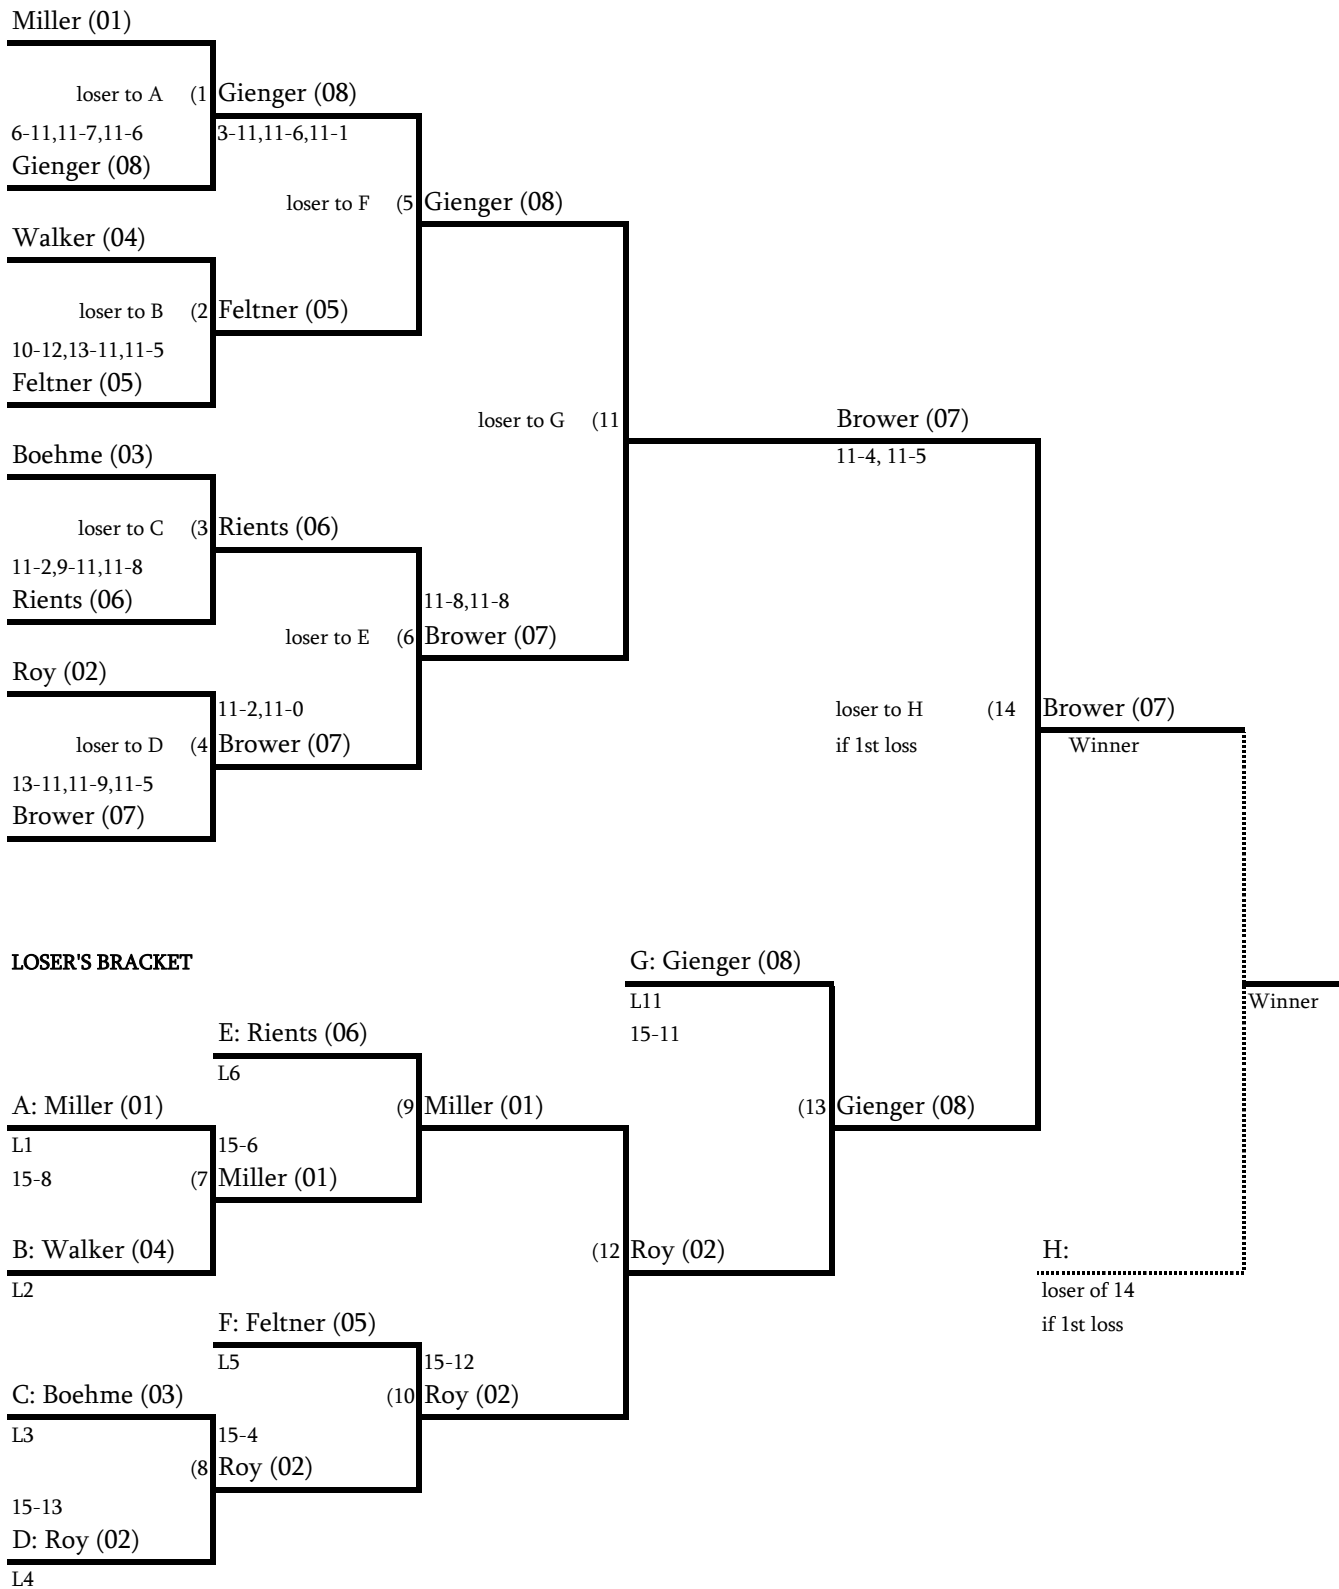 Miller (01)
loser to A (1 Gienger (08)
6-11,11-7,11-6 3-11,11-6,11-1
Gienger (08)
loser to F (5 Gienger (08)
Walker (04)
loser to B (2 Feltner (05)
10-12,13-11,11-5
Feltner (05)
loser to G (11 Brower (07)
Boehme (03)
11-4, 11-5
loser to C (3 Rients (06)
11-2,9-11,11-8
Rients (06)
11-8,11-8
loser to E (6 Brower (07)
Roy (02)
11-2,11-0
loser to H (14 Brower (07)
loser to D (4 Brower (07)
if 1st loss Winner
13-11,11-9,11-5
Brower (07)
LOSER'S BRACKET
G: Gienger (08)
L11
Winner
15-11
E: Rients (06)
L6
A: Miller (01)
(9 Miller (01)
(13 Gienger (08)
L1
15-6
15-8
(7 Miller (01)
B: Walker (04)
(12 Roy (02)
H:
L2
loser of 14
F: Feltner (05)
if 1st loss
L5
15-12
C: Boehme (03)
(10 Roy (02)
L3
15-4
(8 Roy (02)
15-13
D: Roy (02)
L4